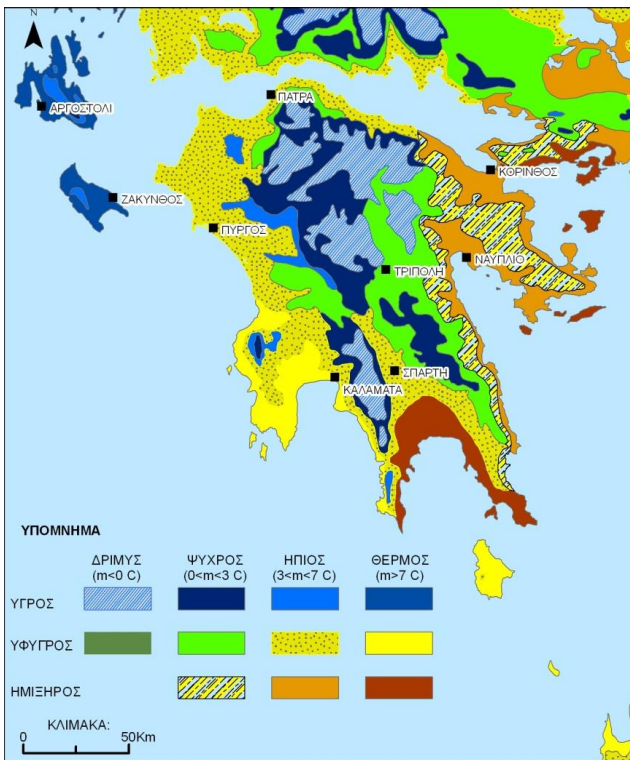 N
ΠΑΤΡΑ
ΑΡΓΟΣΤΟΛΙ
ΚΟΡΙΝΘΟΣ
ΖΑΚΥΝΘΟΣ
ΠΥΡΓΟΣ
ΝΑΥΠΛΙΟ
ΤΡΙΠΟΛΗ
ΣΠΑΡΤΗ
ΚΑΛΑΜΑΤΑ
ΥΠΟΜΝΗΜΑ
ΔΡΙΜΥΣ ΨΥΧΡΟΣ ΗΠΙΟΣ ΘΕΡΜΟΣ
(m<0 C) (0<m<3 C) (3<m<7 C) (m>7 C)
ΥΓΡΟΣ
ΥΦΥΓΡΟΣ
ΗΜΙΞΗΡΟΣ
ΚΛΙΜΑΚΑ:
0 50Km